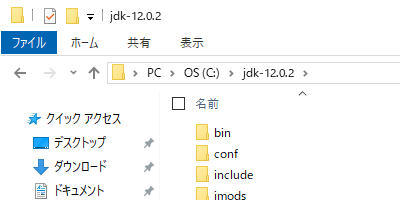 jdk-12.0.2
ファイル ホーム 共有 表示
PC OS (C:) jdk-12.0.2
名前
クイック アクセス
デスクトップ
ダウンロード
ドキュメント
bin
conf
include
jmods